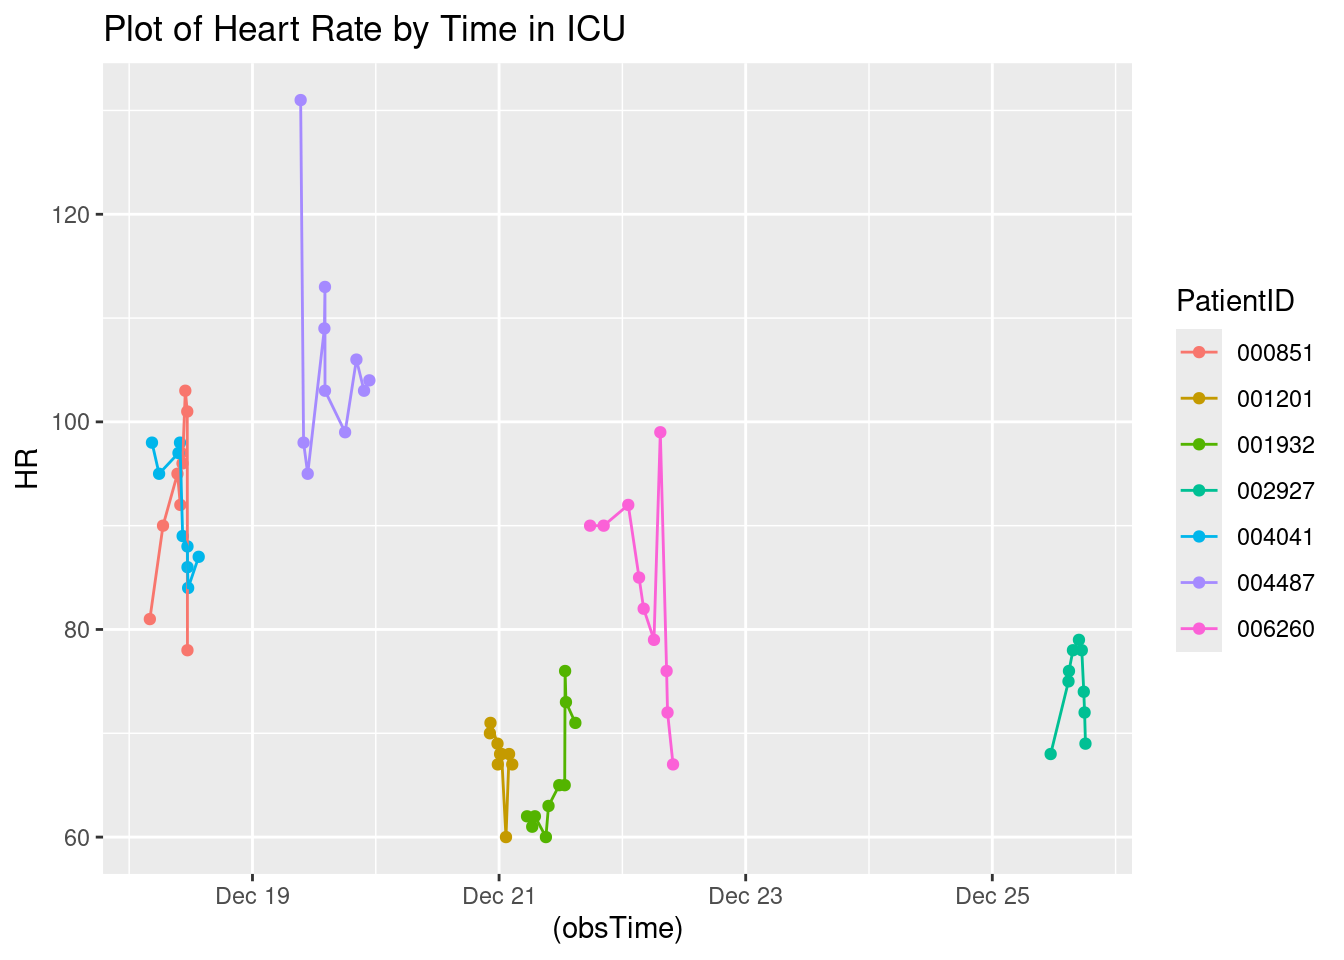 Plot of Heart Rate by Time in ICU
HR
120
100
80
60
Dec 19
Dec 21
Dec 23
Dec 25
(obsTime)
PatientID
000851
001201
001932
002927
004041
004487
006260